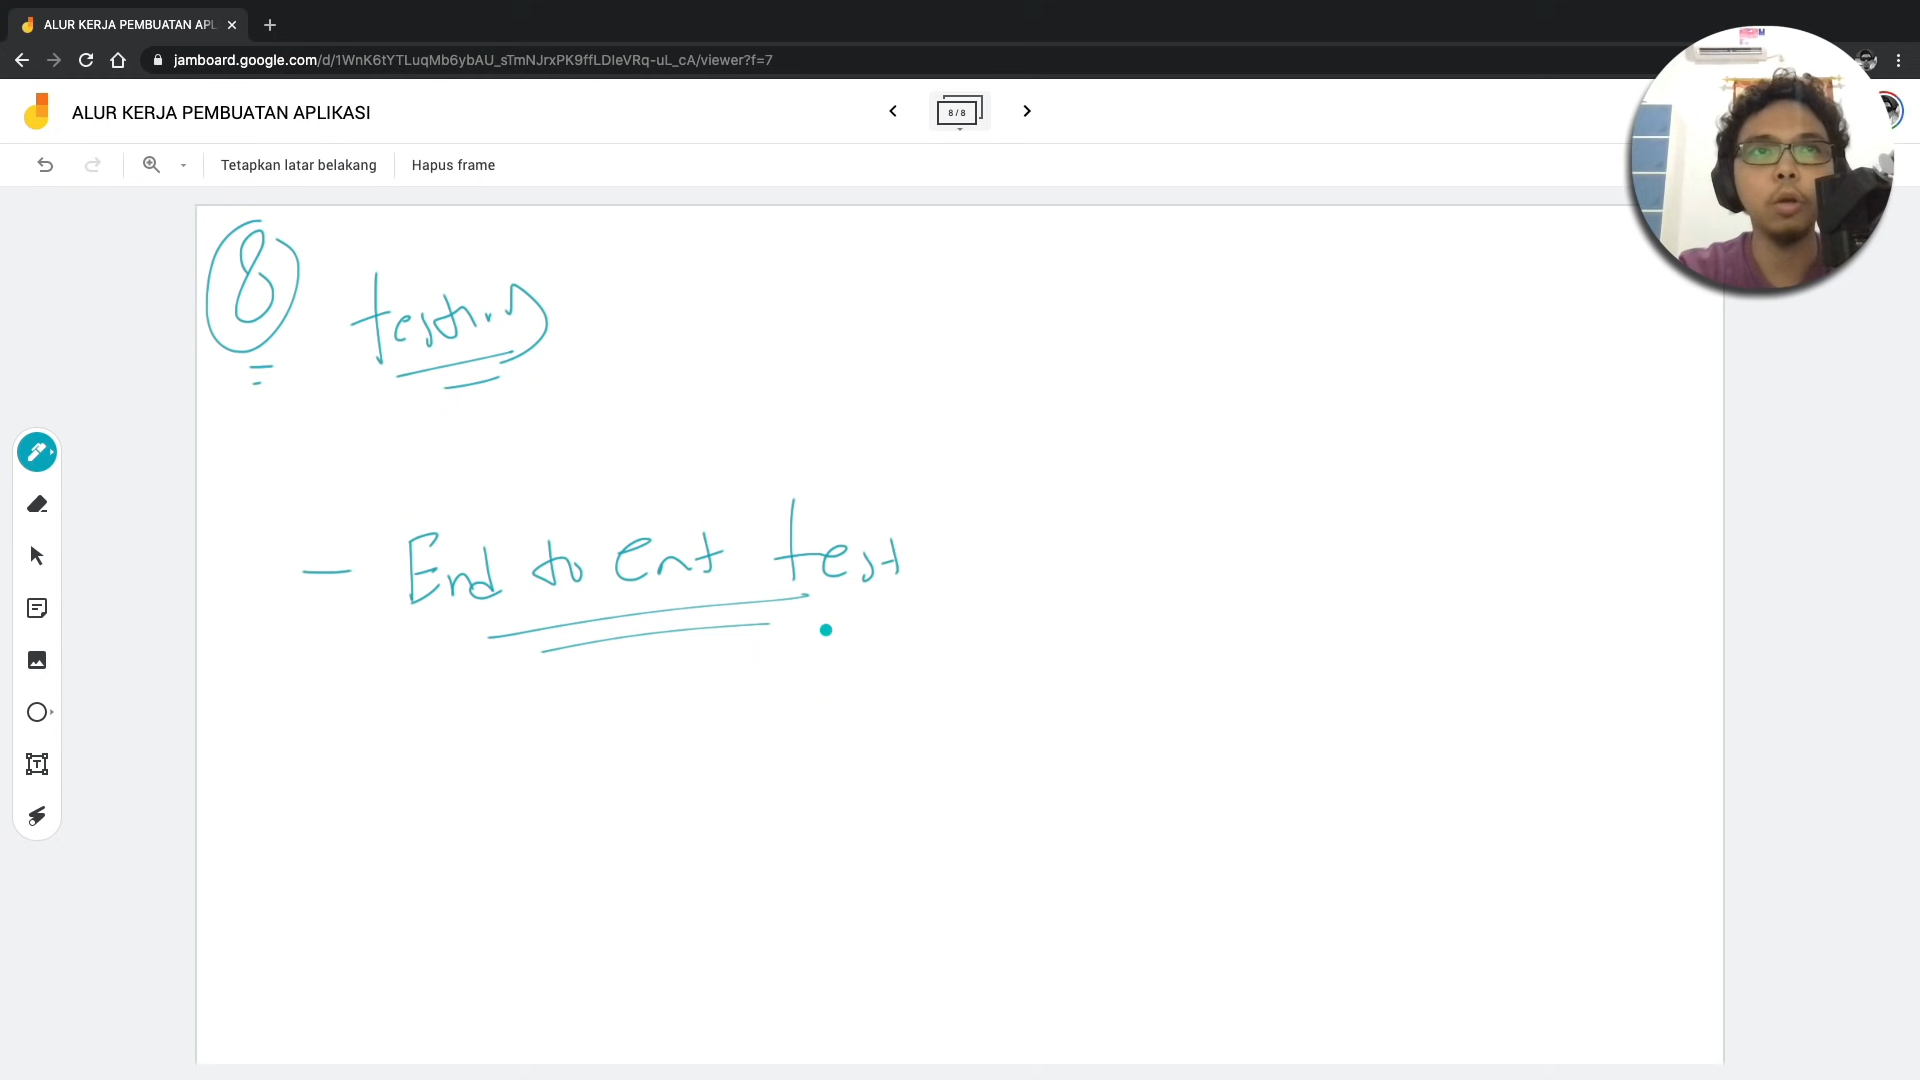 ALUR KERJA PEMBUATAN APL
jamboard.google.com/d/1WnK6tYTLuqMb6ybAU_sTmNJrxPK9ffLDIeVRq-uL_cA/viewer?f=7
ALUR KERJA PEMBUATAN APLIKASI
8 / 8
Tetapkan latar belakang
Hapus frame
8
testing
- End to ent test